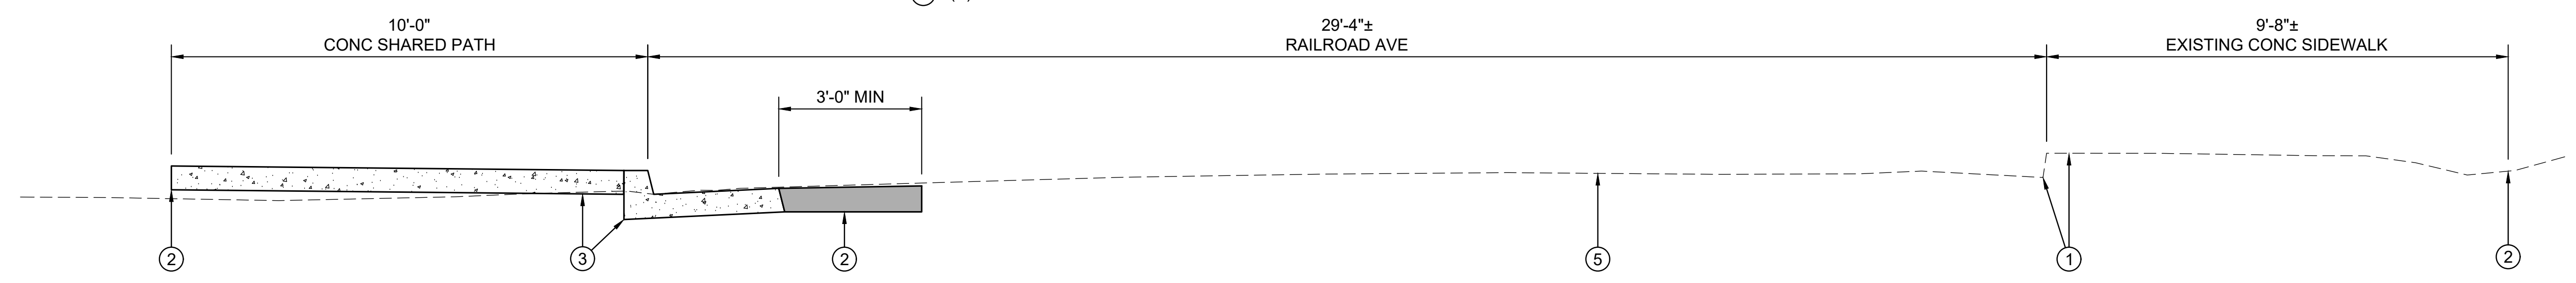 10'-0"
CONC SHARED PATH
29'-4"±
RAILROAD AVE
9'-8"±
EXISTING CONC SIDEWALK
3'-0" MIN
2
3
2
5
1
2